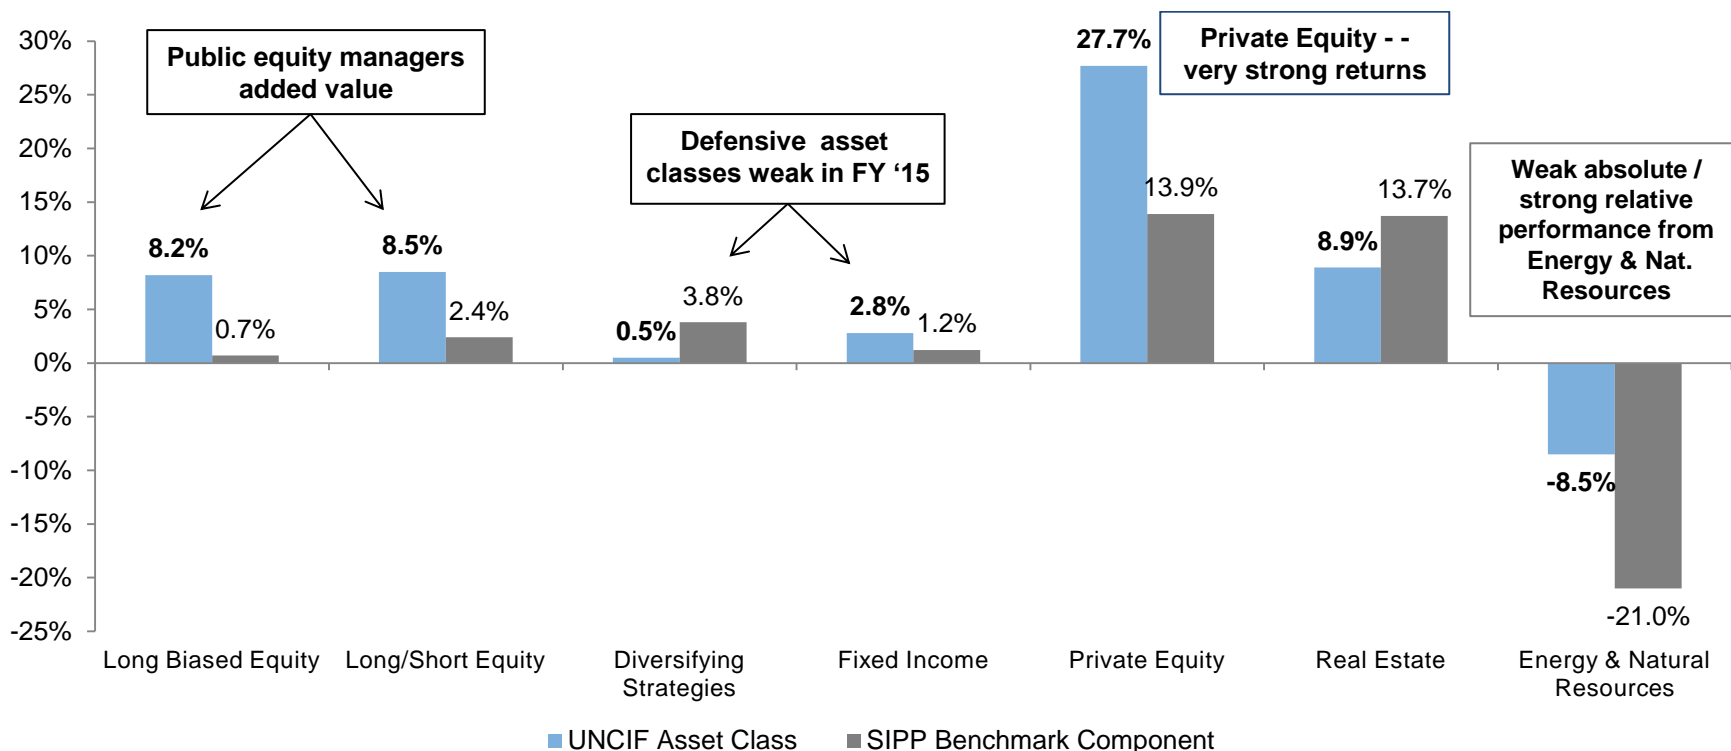 30%
25%
20%
15%
10%
5%
0%
-5%
-10%
-15%
-20%
-25%
Public equity managers
added value
Defensive asset
classes weak in FY ‘15
Private Equity - -
very strong returns
Weak absolute /
strong relative
performance from
Energy & Nat.
Resources
8.2%
0.7%
8.5%
2.4%
0.5%
3.8%
2.8%
1.2%
27.7%
13.9%
8.9%
13.7%
-8.5%
-21.0%
Long Biased Equity
Long/Short Equity
Diversifying
Strategies
Fixed Income
Private Equity
Real Estate
Energy & Natural
Resources
UNCIF Asset Class
SIPP Benchmark Component